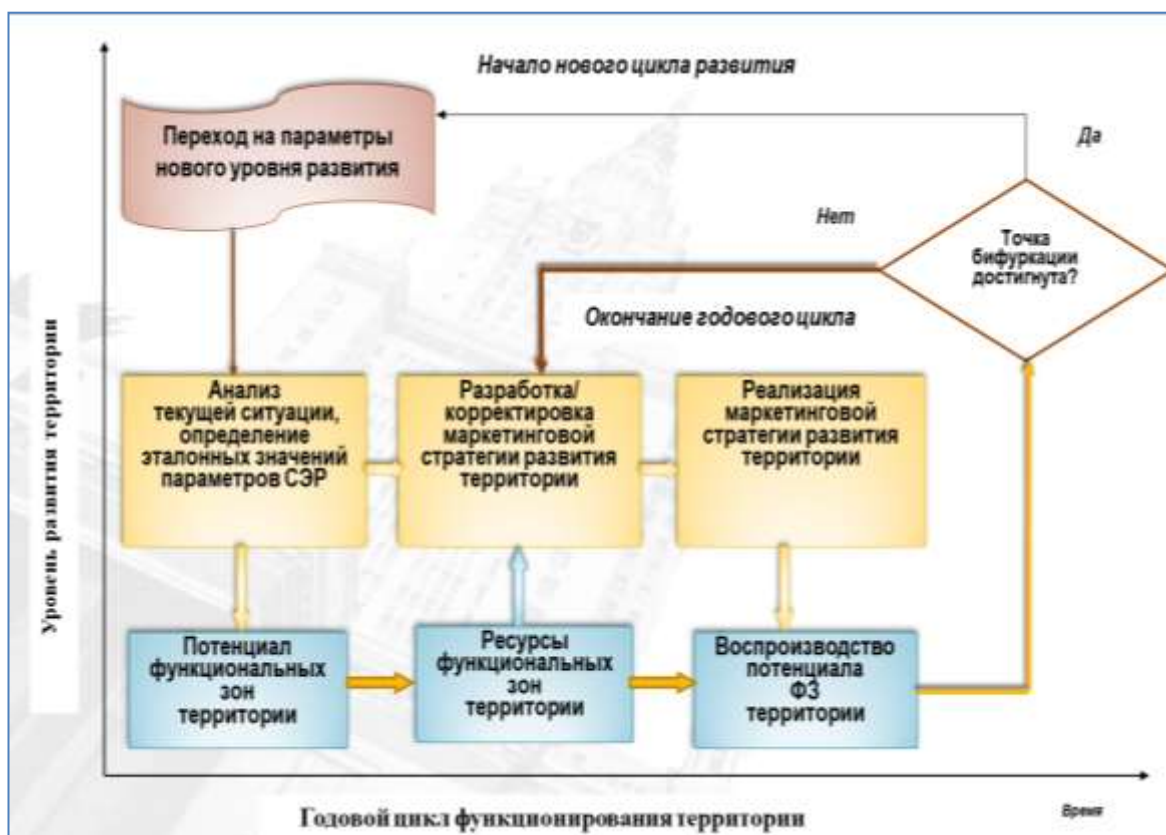 Начало нового цикла развития
Переход на параметры
нового уровня развития
Да
Нет
Точка
бифуркации
достигнута?
Окончание годового цикла
Анализ
текущей ситуации,
определение
эталонных значений
параметров СЭР
Разработка/
корректировка
маркетинговой
стратегии развития
территории
Реализация
маркетинговой
стратегии развития
территории
Уровень развития территории
Потенциал
функциональных
зон
территории
Ресурсы
функциональных
зон
территории
Воспроизводство
потенциала
ФЗ
территории
Годовой цикл функционирования территории
Время